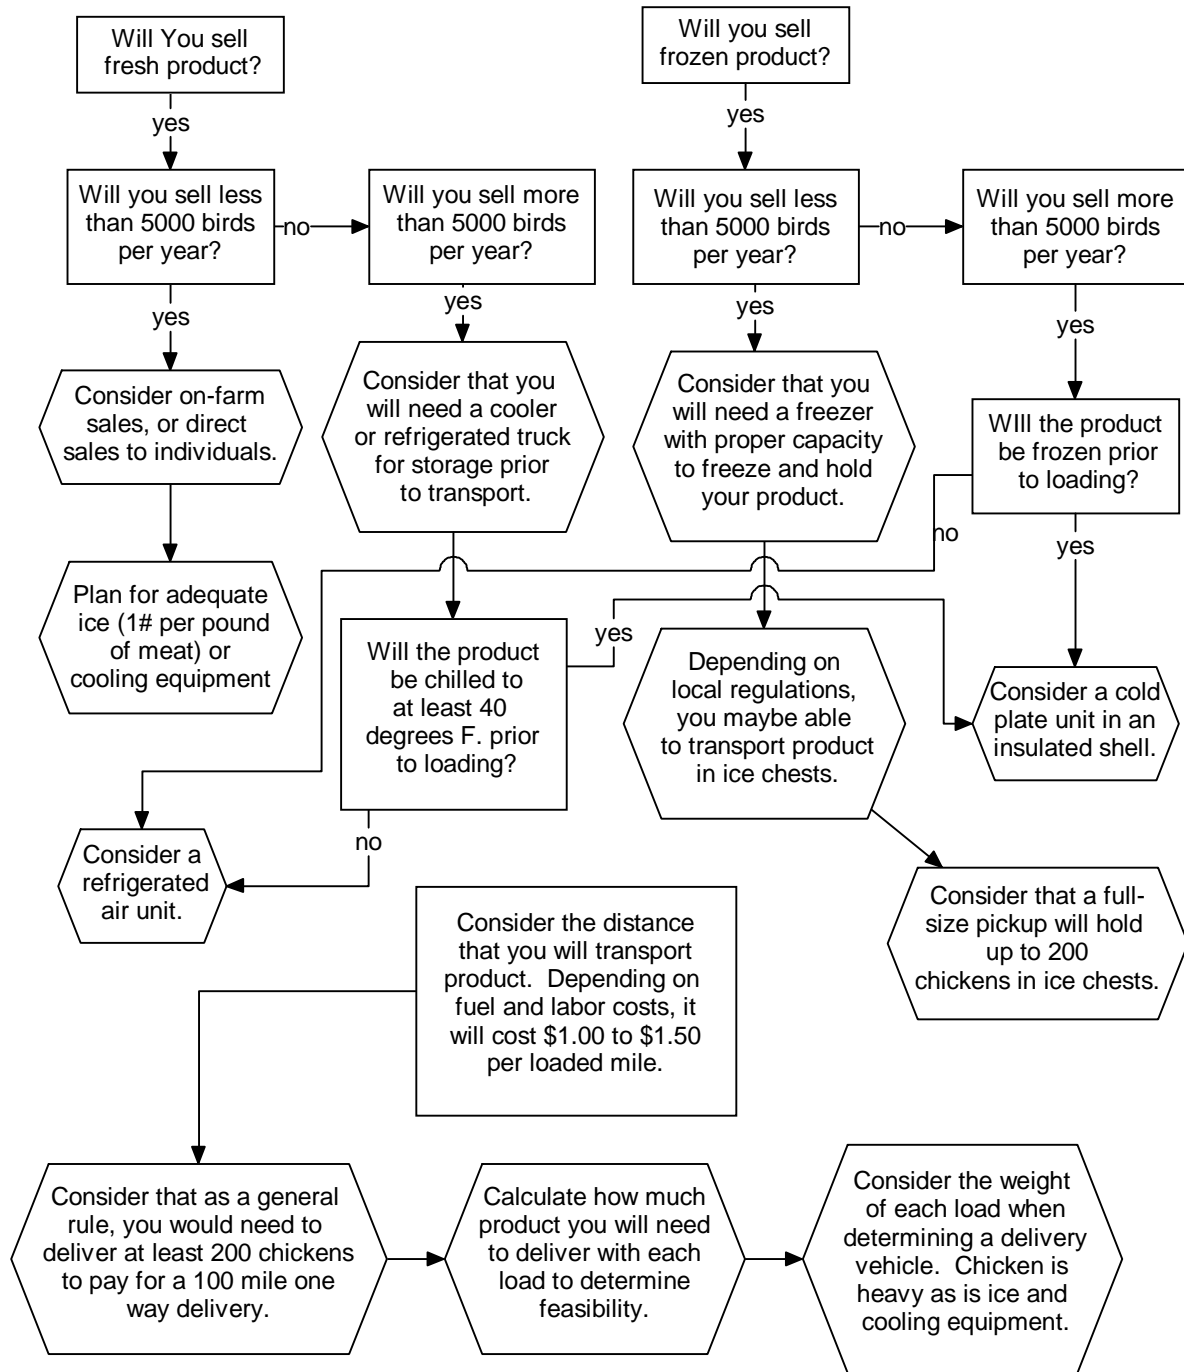 Will You sell
fresh product?
Will you sell
frozen product?
yes
yes
Will you sell less
than 5000 birds
per year?
no
Will you sell more
than 5000 birds
per year?
Will you sell less
than 5000 birds
per year?
no
Will you sell more
than 5000 birds
per year?
yes
yes
yes
yes
Consider on-farm
sales, or direct
sales to individuals.
Consider that you
will need a cooler
or refrigerated truck
for storage prior
to transport.
Consider that you
will need a freezer
with proper capacity
to freeze and hold
your product.
WIll the product
be frozen prior
to loading?
no
yes
Plan for adequate
ice (1# per pound
of meat) or
cooling equipment
Will the product
be chilled to
at least 40
degrees F. prior
to loading?
yes
Depending on
local regulations,
you maybe able
to transport product
in ice chests.
Consider a cold
plate unit in an
insulated shell.
no
Consider a
refrigerated
air unit.
Consider that a full-
size pickup will hold
up to 200
chickens in ice chests.
Consider the distance
that you will transport
product. Depending on
fuel and labor costs, it
will cost $1.00 to $1.50
per loaded mile.
Consider that as a general
rule, you would need to
deliver at least 200 chickens
to pay for a 100 mile one
way delivery.
Calculate how much
product you will need
to deliver with each
load to determine
feasibility.
Consider the weight
of each load when
determining a delivery
vehicle. Chicken is
heavy as is ice and
cooling equipment.